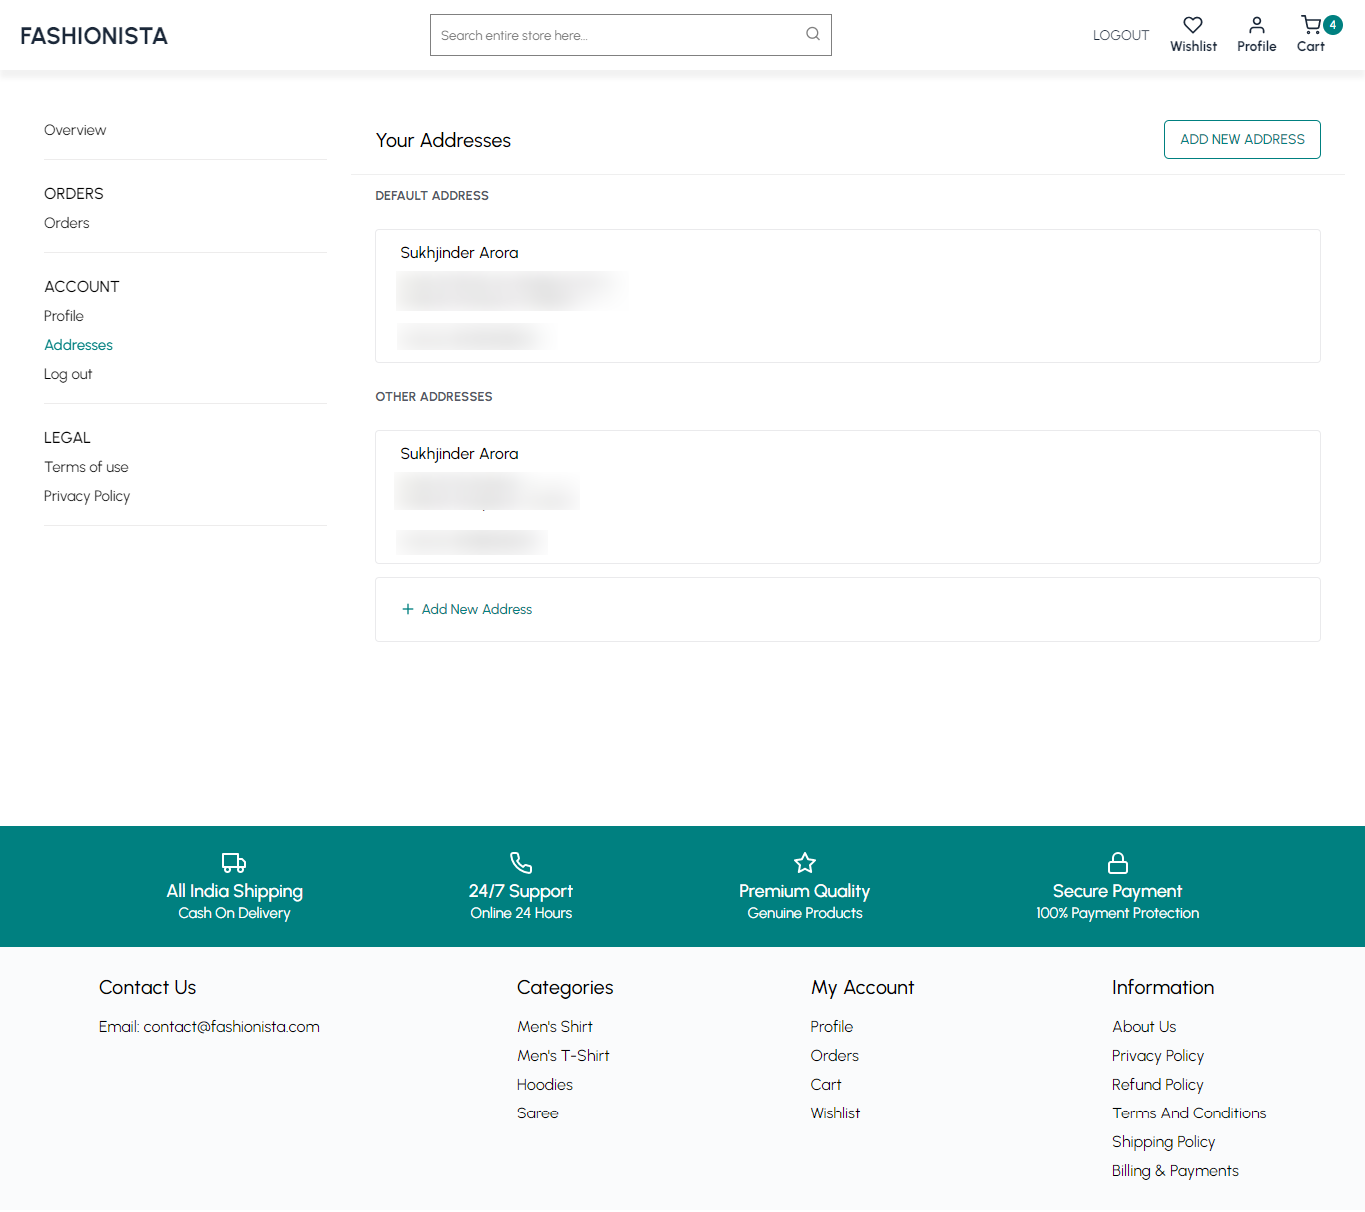 FASHIONISTA
Search entire store here...
LOGOUT
Wishlist
Profile
Cart
4
Overview
ORDERS
Orders
ACCOUNT
Profile
Addresses
Log out
LEGAL
Terms of use
Privacy Policy
Your Addresses
ADD NEW ADDRESS
DEFAULT ADDRESS
Sukhjinder Arora
OTHER ADDRESSES
Sukhjinder Arora
Add New Address
All India Shipping
Cash On Delivery
24/7 Support
Online 24 Hours
Premium Quality
Genuine Products
Secure Payment
100% Payment Protection
Contact Us
Email: contact@fashionista.com
Categories
Men's Shirt
Men's T-Shirt
Hoodies
Saree
My Account
Profile
Orders
Cart
Wishlist
Information
About Us
Privacy Policy
Refund Policy
Terms And Conditions
Shipping Policy
Billing & Payments